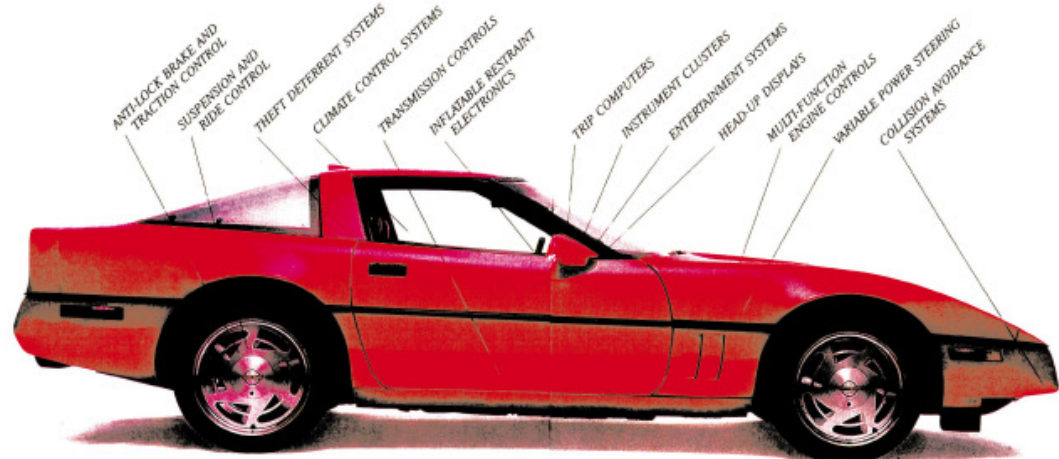 ANTI-LOCK BRAKE AND
TRACTION CONTROL
SUSPENSION AND
RIDE CONTROL
THEFT DETERRENT SYSTEMS
CLIMATE CONTROL SYSTEMS
TRANSMISSION CONTROLS
INFLATABLE RESTRAINT
ELECTRONICS
TRIP COMPUTERS
INSTRUMENT CLUSTERS
ENTERTAINMENT SYSTEMS
HEAD-UP DISPLAYS
MULTI-FUNCTION
ENGINE CONTROLS
VARIABLE POWER STEERING
COLLISION AVOIDANCE
SYSTEMS